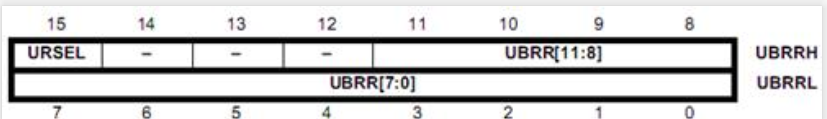 15 14 13 12 11 10 9 8
URSEL – – – UBRR[11:8] UBRRH
UBRR[7:0] UBRRL
7 6 5 4 3 2 1 0